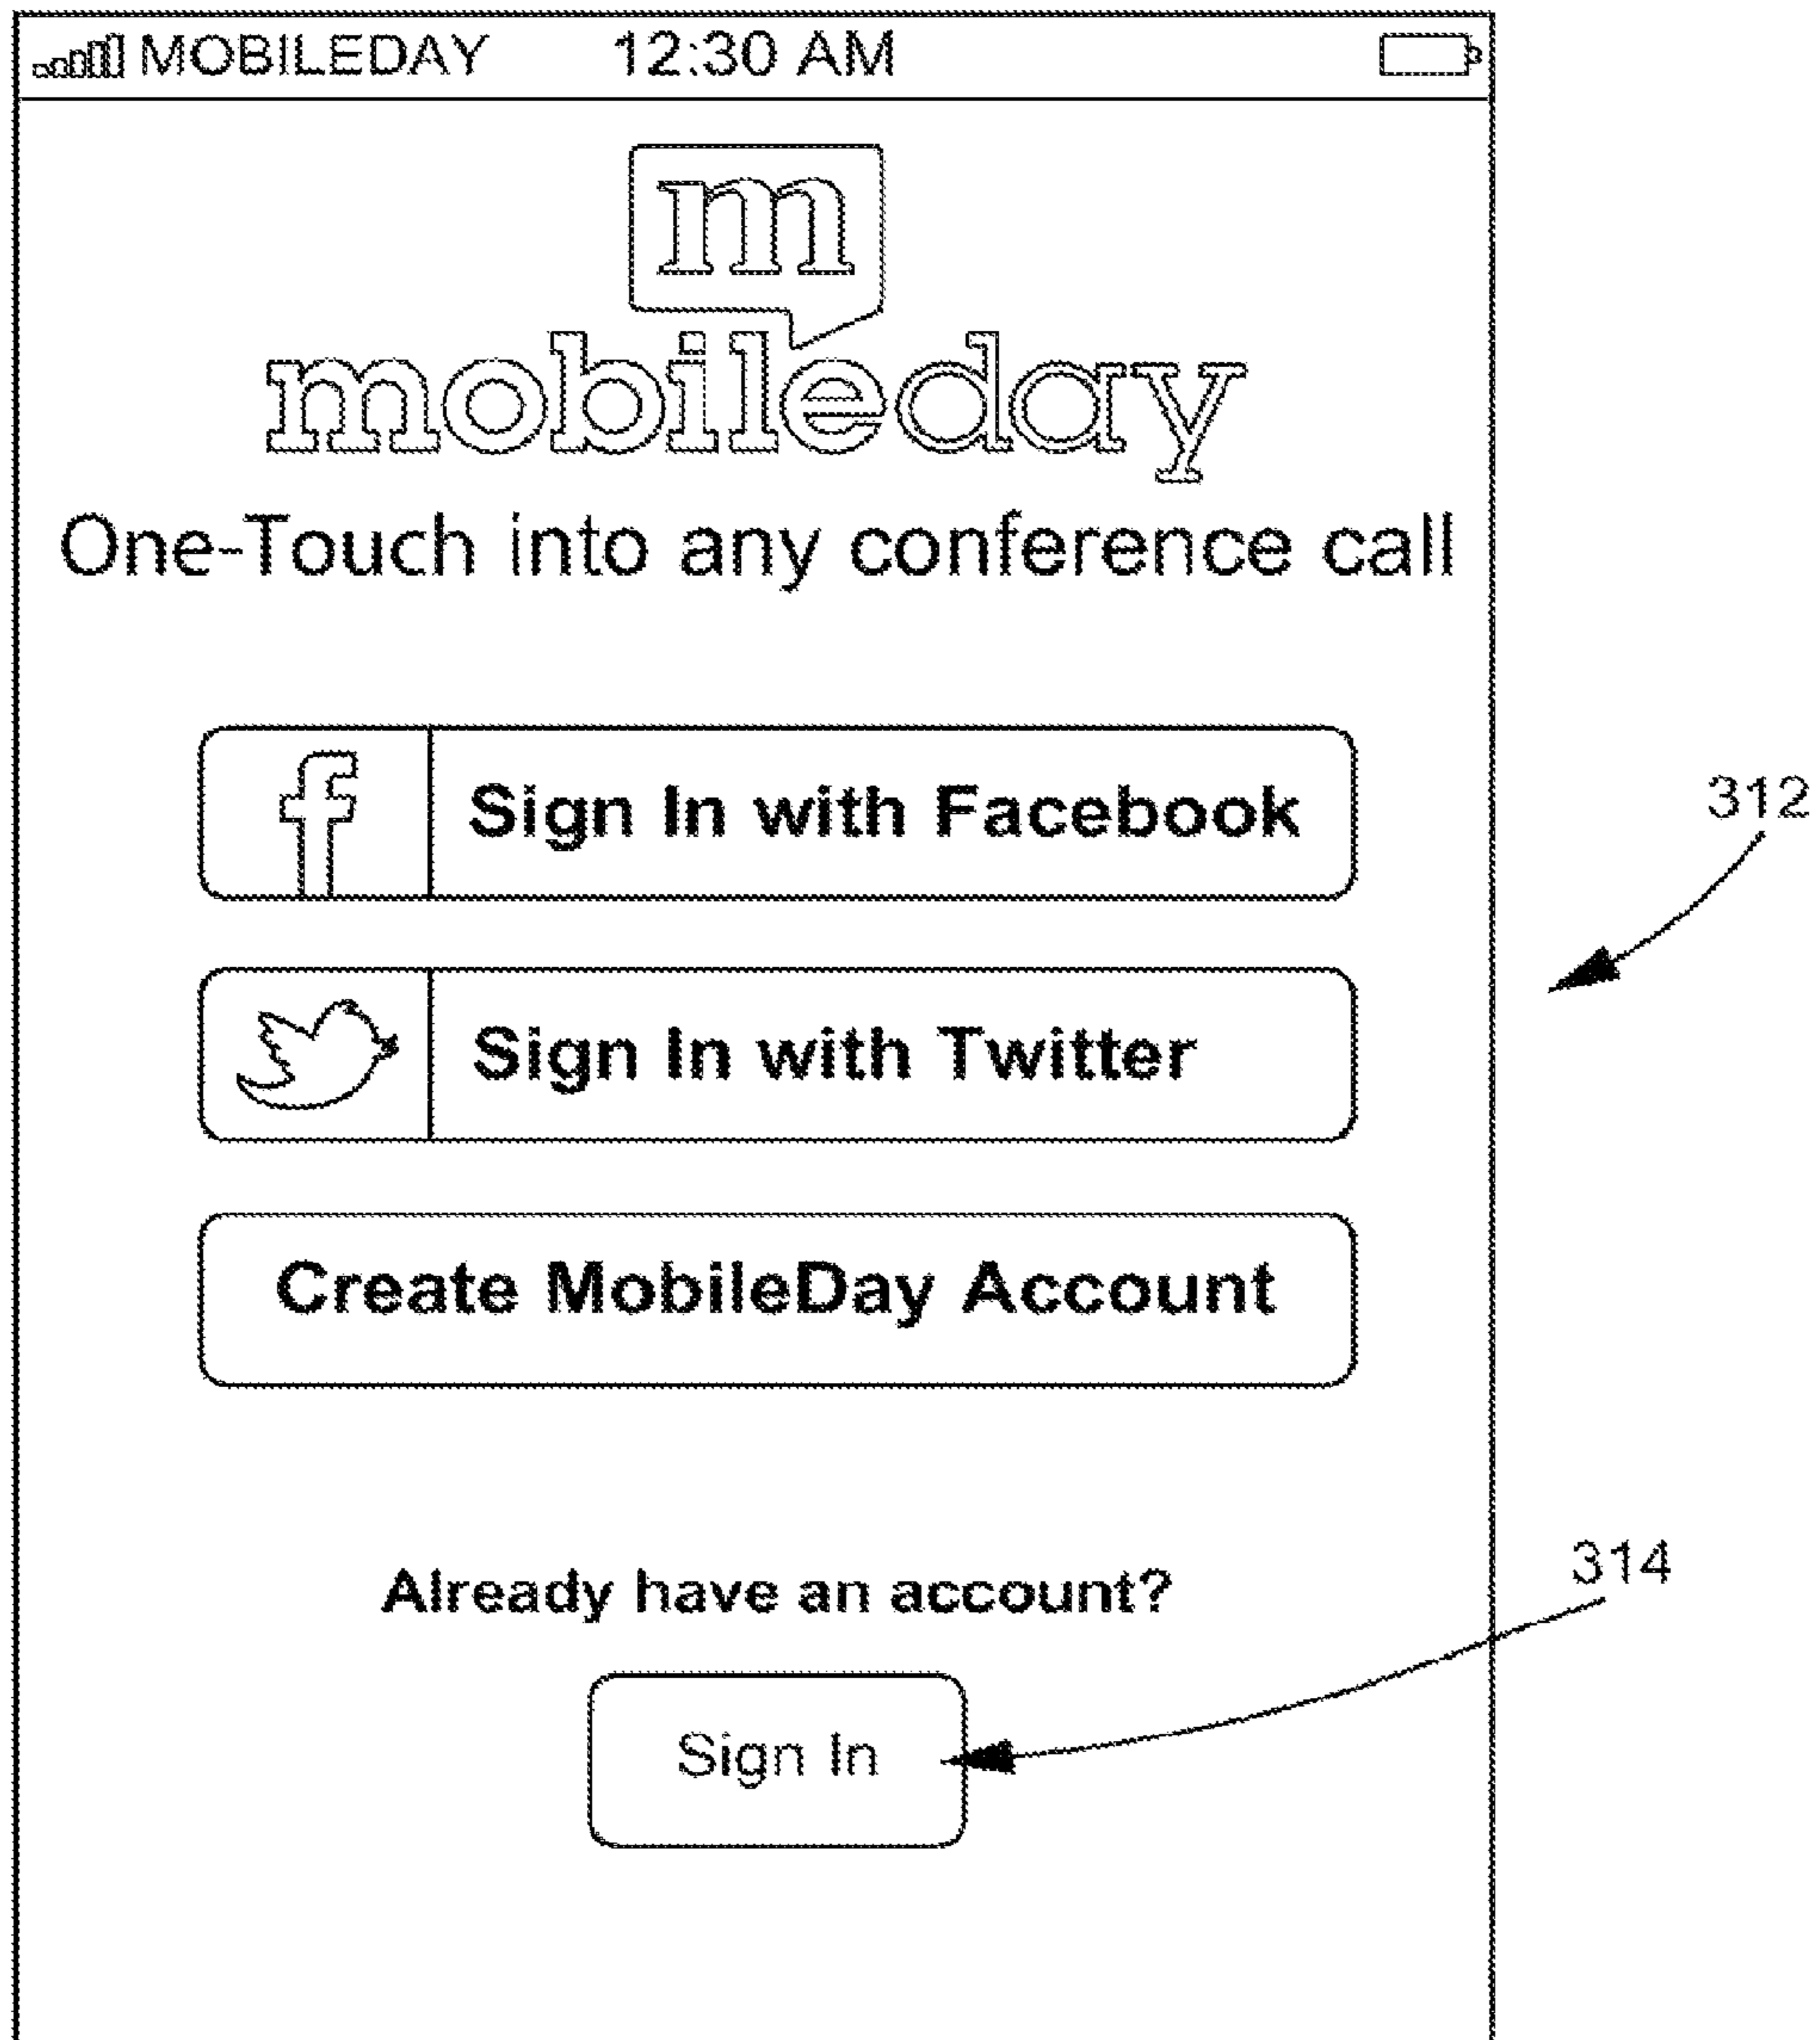 MOBILEDAY 12:30 AM
m
mobileday
One-Touch into any conference call
f Sign In with Facebook
312
Sign In with Twitter
Create MobileDay Account
314
Already have an account?
Sign In